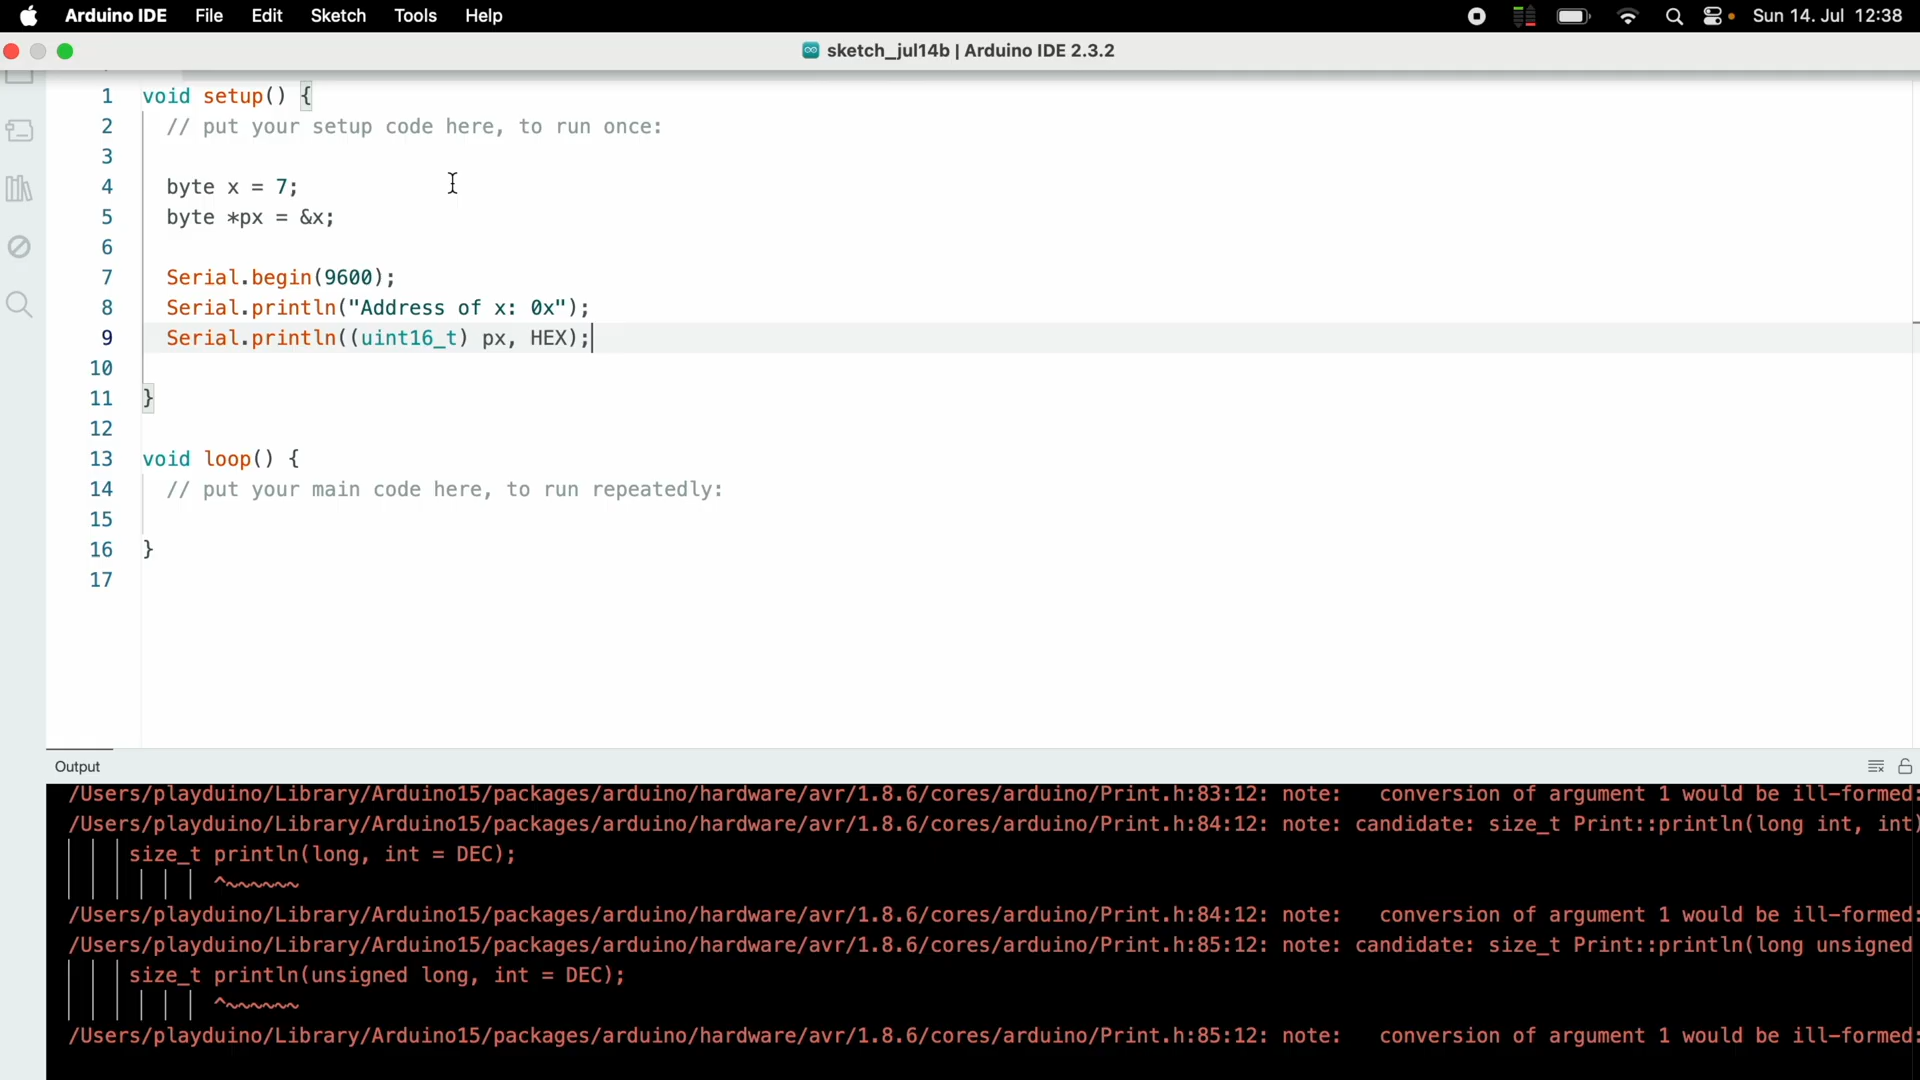 Arduino IDE File Edit Sketch Tools Help Sun 14. Jul 12:38
sketch_jul14b | Arduino IDE 2.3.2
1 void setup() {
2 // put your setup code here, to run once:
3
4 byte x = 7;
5 byte *px = &x;
6
7 Serial.begin(9600);
8 Serial.println("Address of x: 0x");
9 Serial.println((uint16_t) px, HEX);
10
11 }
12
13 void loop() {
14 // put your main code here, to run repeatedly:
15
16 }
17
Output
/Users/playduino/Library/Arduino15/packages/arduino/hardware/avr/1.8.6/cores/arduino/Print.h:83:12: note:   conversion of argument 1 would be ill-formed:
/Users/playduino/Library/Arduino15/packages/arduino/hardware/avr/1.8.6/cores/arduino/Print.h:84:12: note: candidate: size_t Print::println(long int, int)
size_t println(long, int = DEC);
^~~~~~~
/Users/playduino/Library/Arduino15/packages/arduino/hardware/avr/1.8.6/cores/arduino/Print.h:84:12: note:   conversion of argument 1 would be ill-formed:
/Users/playduino/Library/Arduino15/packages/arduino/hardware/avr/1.8.6/cores/arduino/Print.h:85:12: note: candidate: size_t Print::println(long unsigned
size_t println(unsigned long, int = DEC);
^~~~~~~
/Users/playduino/Library/Arduino15/packages/arduino/hardware/avr/1.8.6/cores/arduino/Print.h:85:12: note:   conversion of argument 1 would be ill-formed: